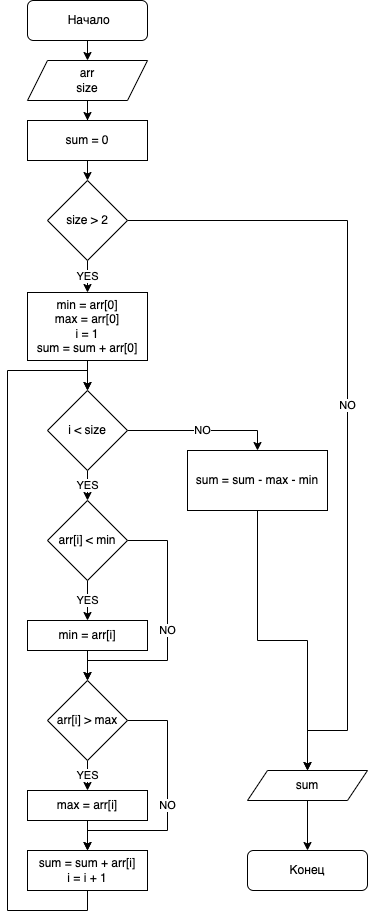 Начало
arr
size
sum = 0
size > 2
YES
min = arr[0]
max = arr[0]
i = 1
sum = sum + arr[0]
NO
i < size
NO
YES
sum = sum - max - min
arr[i] < min
YES
NO
min = arr[i]
arr[i] > max
YES
NO
max = arr[i]
sum
sum = sum + arr[i]
i = i + 1
Конец